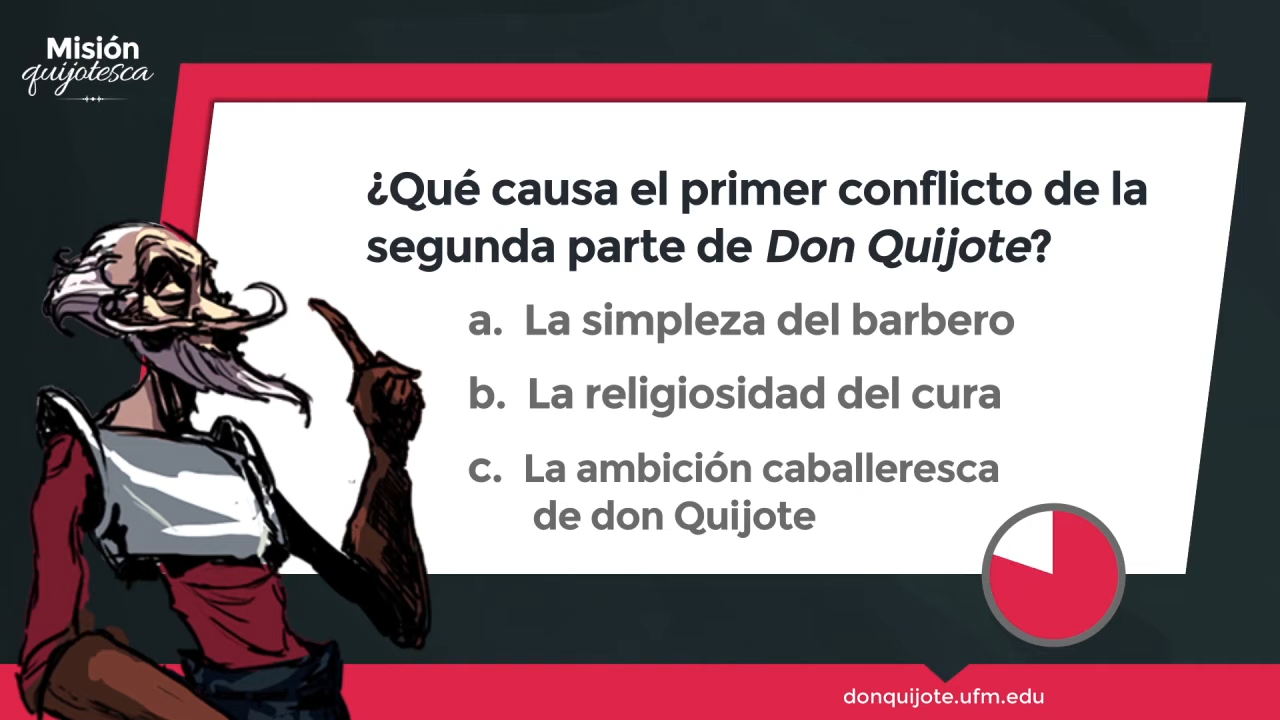 Misión
quijotesca
¿Qué causa el primer conflicto de la
segunda parte de Don Quijote?
a. La simpleza del barbero
b. La religiosidad del cura
c. La ambición caballeresca
de don Quijote
donquijote.ufm.edu